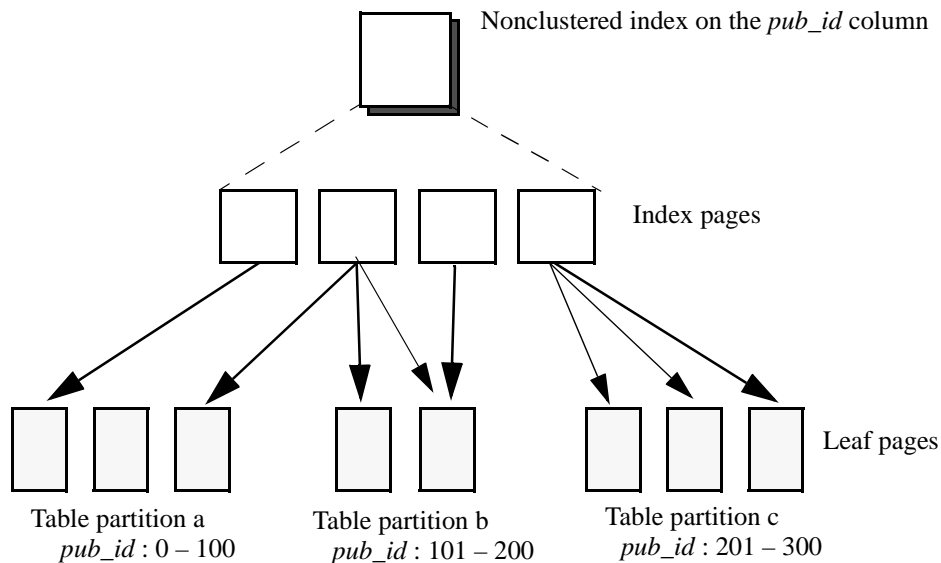 Nonclustered index on the pub_id column
Index pages
Leaf pages
Table partition a
pub_id : 0 – 100
Table partition b
pub_id : 101 – 200
Table partition c
pub_id : 201 – 300